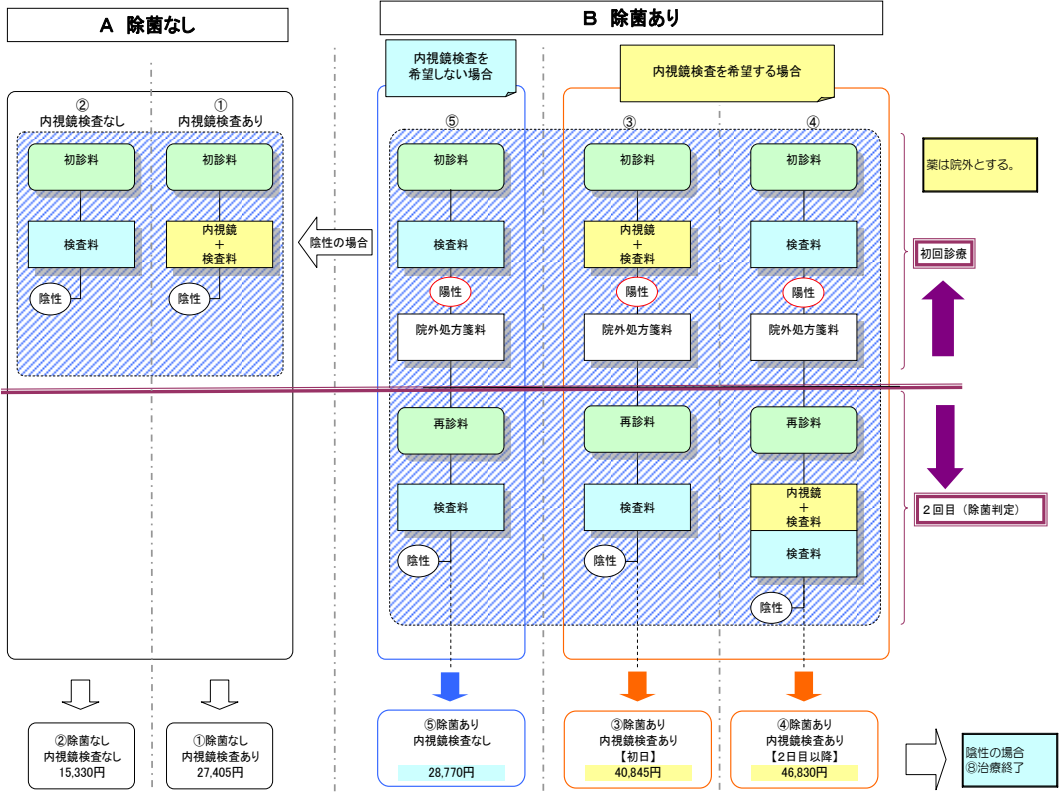 A 除菌なし
B 除菌あり
内視鏡検査を
希望しない場合
内視鏡検査を希望する場合
②
内視鏡検査なし
①
内視鏡検査あり
⑤
③
④
初診料
初診料
初診料
初診料
初診料
薬は院外とする。
検査料
内視鏡
+
検査料
陰性の場合
検査料
内視鏡
+
検査料
検査料
初回診療
陰性
陰性
陽性
陽性
陽性
院外処方箋料
院外処方箋料
院外処方箋料
再診料
再診料
再診料
検査料
検査料
内視鏡
+
検査料
検査料
2回目（除菌判定）
陰性
陰性
陰性
②除菌なし
内視鏡検査なし
15,330円
①除菌なし
内視鏡検査あり
27,405円
⑤除菌あり
内視鏡検査なし
28,770円
③除菌あり
内視鏡検査あり
【初日】
40,845円
④除菌あり
内視鏡検査あり
【2日目以降】
46,830円
陰性の場合
⑧治療終了